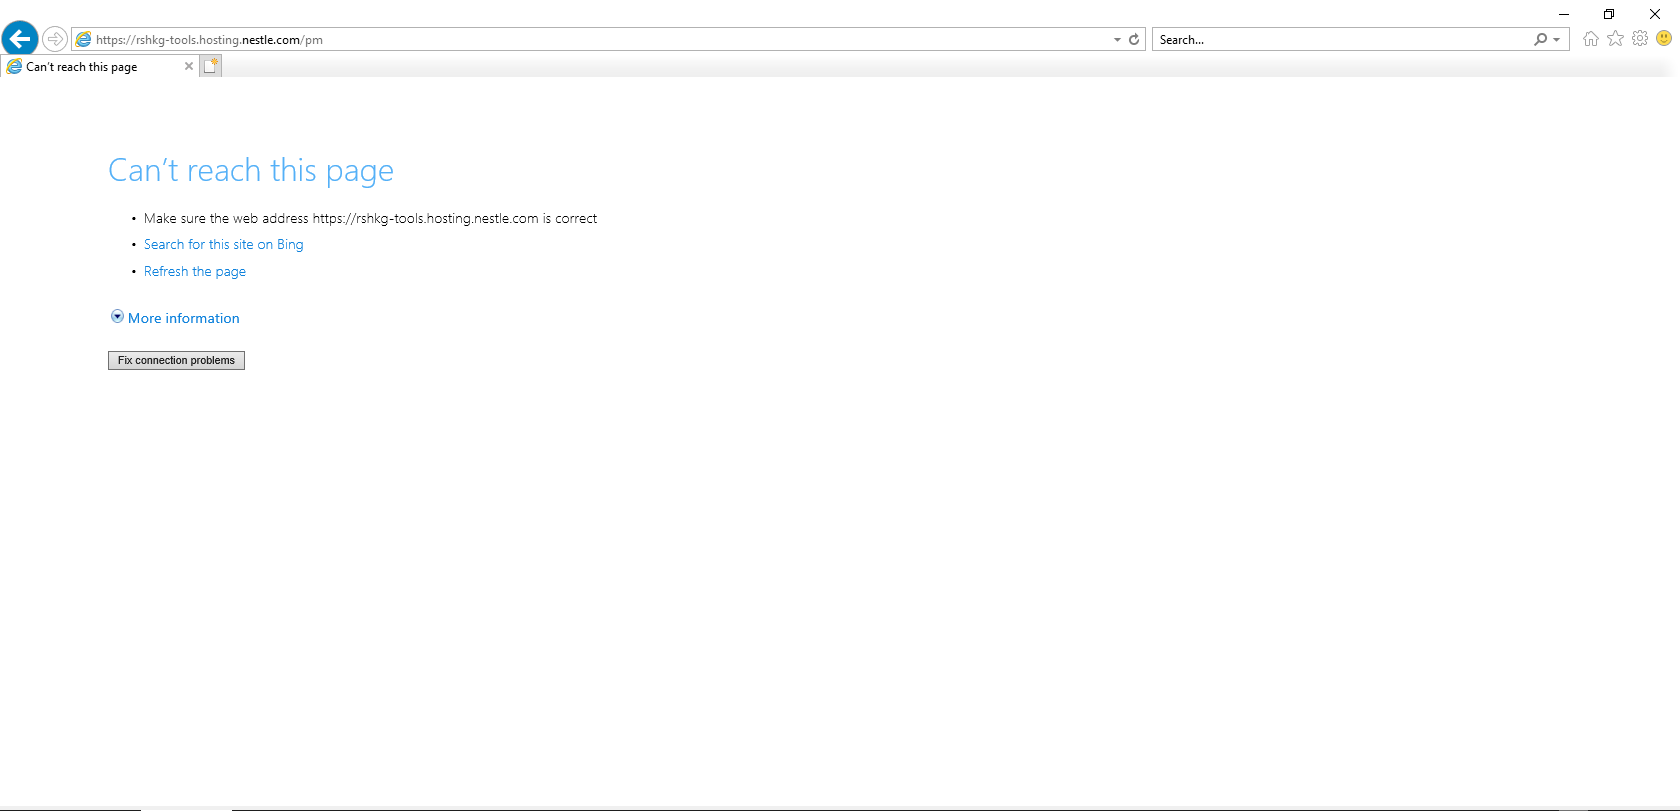 https://rshkg-tools.hosting.nestle.com/pm
Search...
Can't reach this page
Can't reach this page
• Make sure the web address https://rshkg-tools.hosting.nestle.com is correct
• Search for this site on Bing
• Refresh the page
More information
Fix connection problems